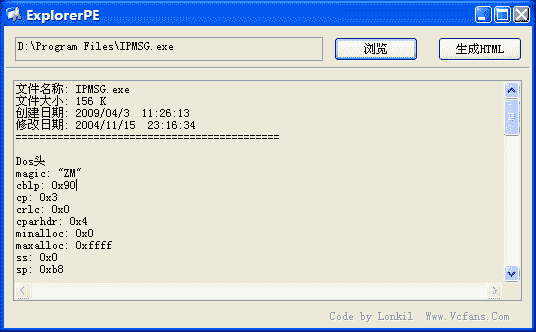 ExplorerPE
D:\Program Files\IPMSG.exe
浏览
生成HTML
文件名称: IPMSG.exe
文件大小: 156 K
创建日期: 2009/04/3  11:26:13
修改日期: 2004/11/15  23:16:34
============================================
Dos头
magic: "ZM"
cblp: 0x90
cp: 0x3
crlc: 0x0
cparhdr: 0x4
minalloc: 0x0
maxalloc: 0xffff
ss: 0x0
sp: 0xb8
Code by Lonkil  Www.Vcfans.Com